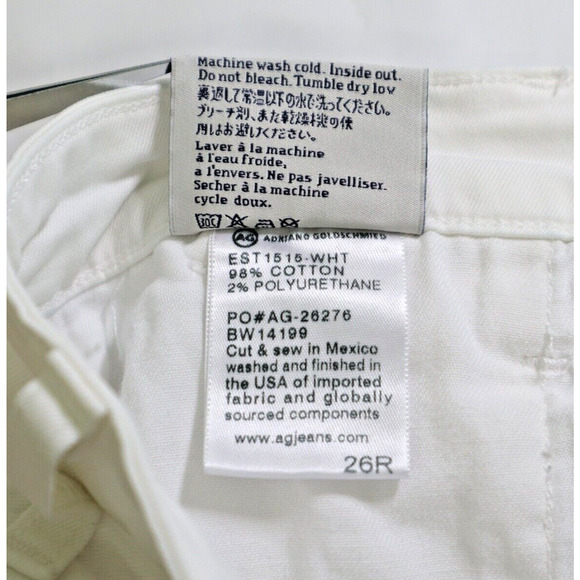 Machine wash cold. Inside out.
Do not bleach. Tumble dry low
裏返して常温以下の水で洗ってください。
ブリーチ剤、また乾燥機の使
用はお避けください。
Laver à la machine
à l'eau froide,
a l'envers. Ne pas javelliser.
Secher à la machine
cycle doux.
30C
AG ADRIANO GOLDSCHMIED
EST1515-WHT
98% COTTON
2% POLYURETHANE
PO#AG-26276
BW14199
Cut & sew in Mexico
washed and finished in
the USA of imported
fabric and globally
sourced components
www.agjeans.com
26R